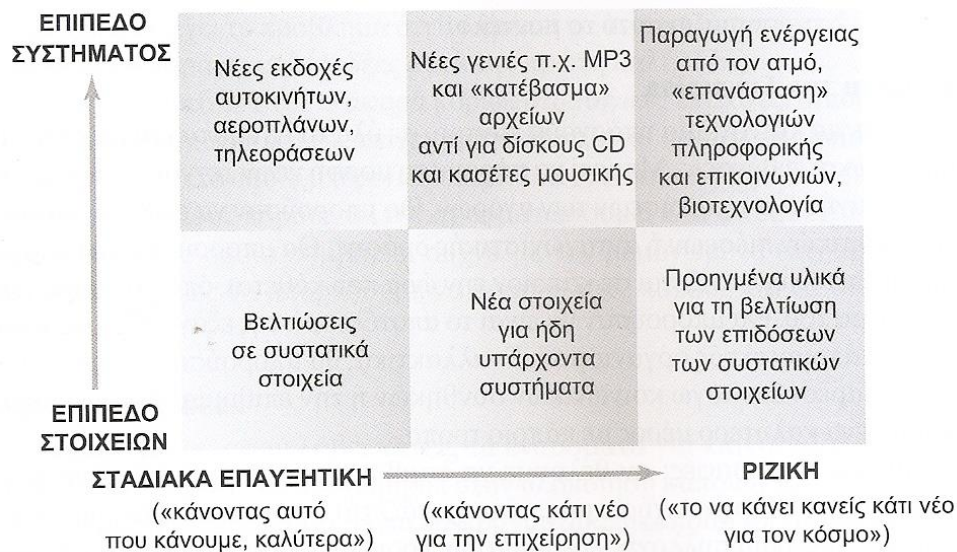 ΕΠΙΠΕΔΟ
ΣΥΣΤΗΜΑΤΟΣ
Νέες εκδοχές
αυτοκινήτων,
αεροπλάνων,
τηλεοράσεων
Νέες γενιές π.χ. MP3
και «κατέβασμα»
αρχείων
αντί για δίσκους CD
και κασέτες μουσικής
Παραγωγή ενέργειας
από τον ατμό,
«επανάσταση»
τεχνολογιών
πληροφορικής
και επικοινωνιών,
βιοτεχνολογία
Βελτιώσεις
σε συστατικά
στοιχεία
Νέα στοιχεία
για ήδη
υπάρχοντα
συστήματα
Προηγμένα υλικά
για τη βελτίωση
των επιδόσεων
των συστατικών
στοιχείων
ΕΠΙΠΕΔΟ
ΣΤΟΙΧΕΙΩΝ
ΣΤΑΔΙΑΚΑ ΕΠΑΥΞΗΤΙΚΗ
ΡΙΖΙΚΗ
(«κάνοντας αυτό
που κάνουμε, καλύτερα»)
(«κάνοντας κάτι νέο
για την επιχείρηση»)
(«το να κάνει κανείς κάτι νέο
για τον κόσμο»)